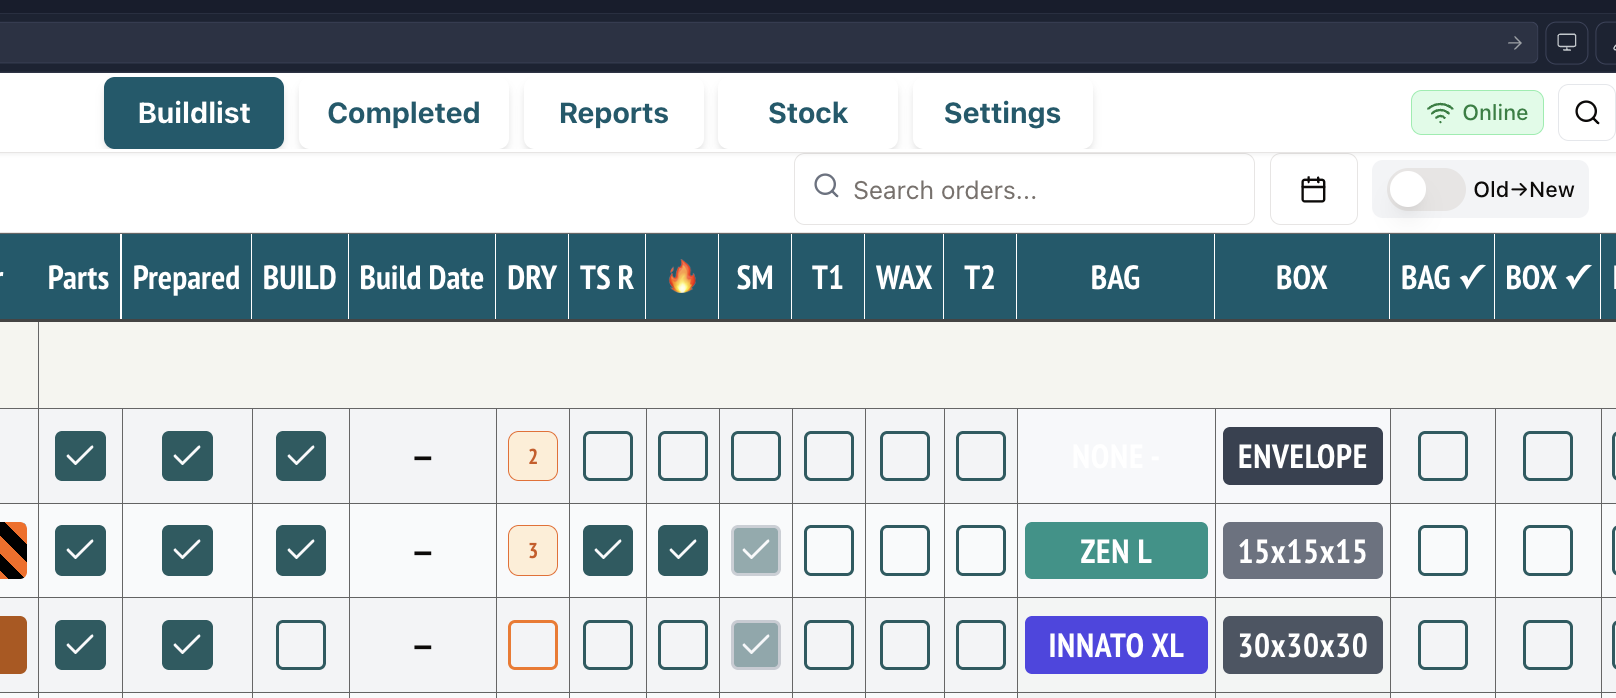 Buildlist Completed Reports Stock Settings Online
Search orders... Old→New
Parts Prepared BUILD Build Date DRY TS R 🔥 SM T1 WAX T2 BAG BOX BAG ✓ BOX ✓
– 2 NONE - ENVELOPE
– 3 ZEN L 15x15x15
– INNATO XL 30x30x30